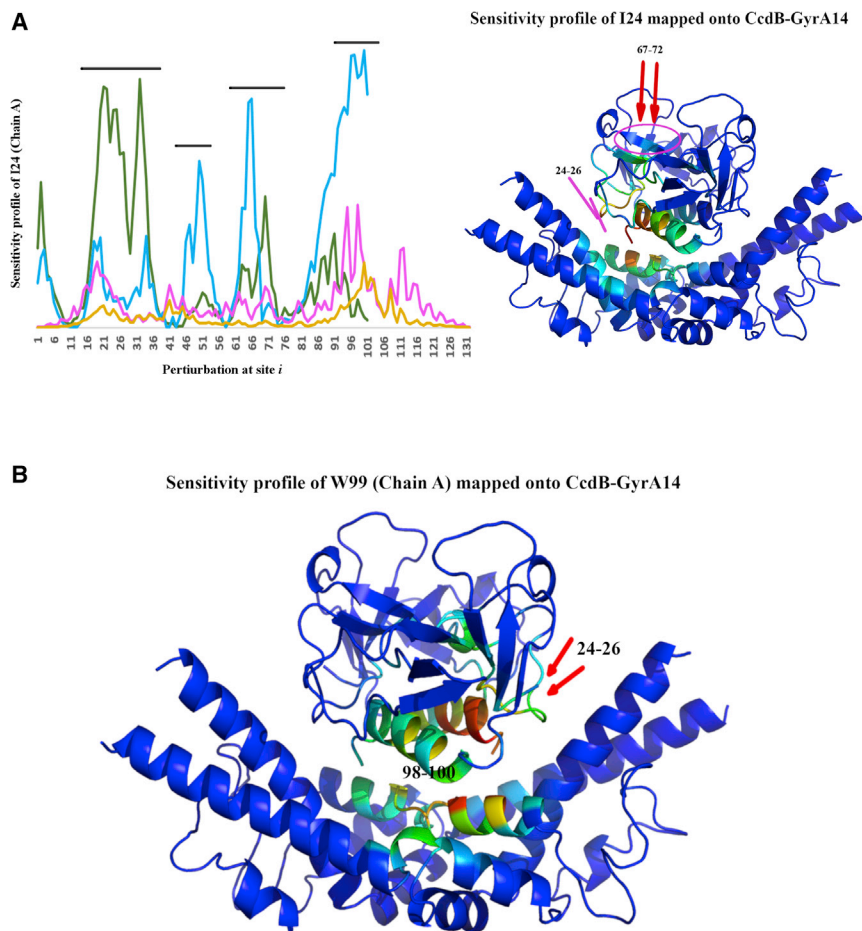 A
Sensitivity profile of I24 (Chain A)
1 6 11 16 21 26 31 36 41 46 51 56 61 66 71 76 81 86 91 96 101 106 111 116 121 126 131
Pertiurbation at site i
Sensitivity profile of I24 mapped onto CcdB-GyrA14
67-72
24-26
B
Sensitivity profile of W99 (Chain A) mapped onto CcdB-GyrA14
24-26
98-100